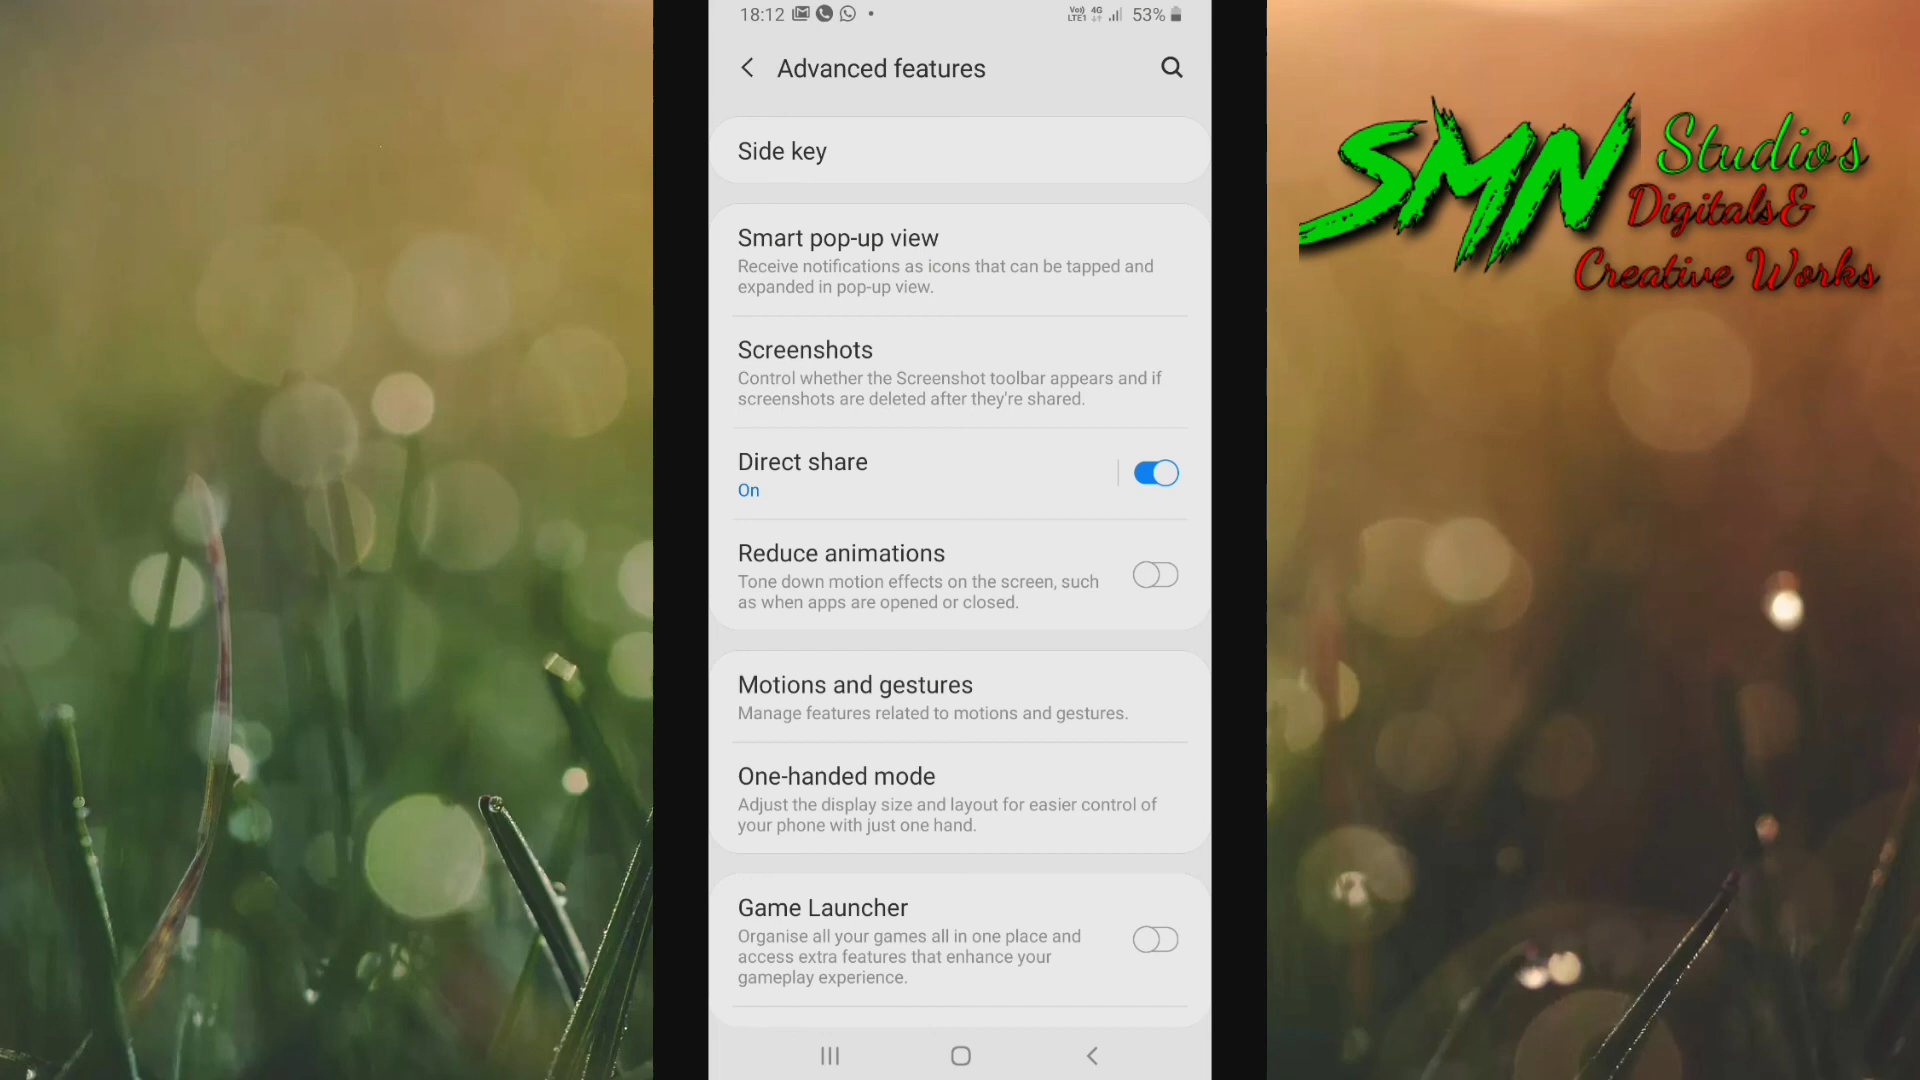 18:12
Vo))
LTE1
4G
53%
Advanced features
Side key
Smart pop-up view
Receive notifications as icons that can be tapped and
expanded in pop-up view.
Screenshots
Control whether the Screenshot toolbar appears and if
screenshots are deleted after they're shared.
Direct share
On
Reduce animations
Tone down motion effects on the screen, such
as when apps are opened or closed.
Motions and gestures
Manage features related to motions and gestures.
One-handed mode
Adjust the display size and layout for easier control of
your phone with just one hand.
Game Launcher
Organise all your games all in one place and
access extra features that enhance your
gameplay experience.
SMN Studio's
Digitals&
Creative Works